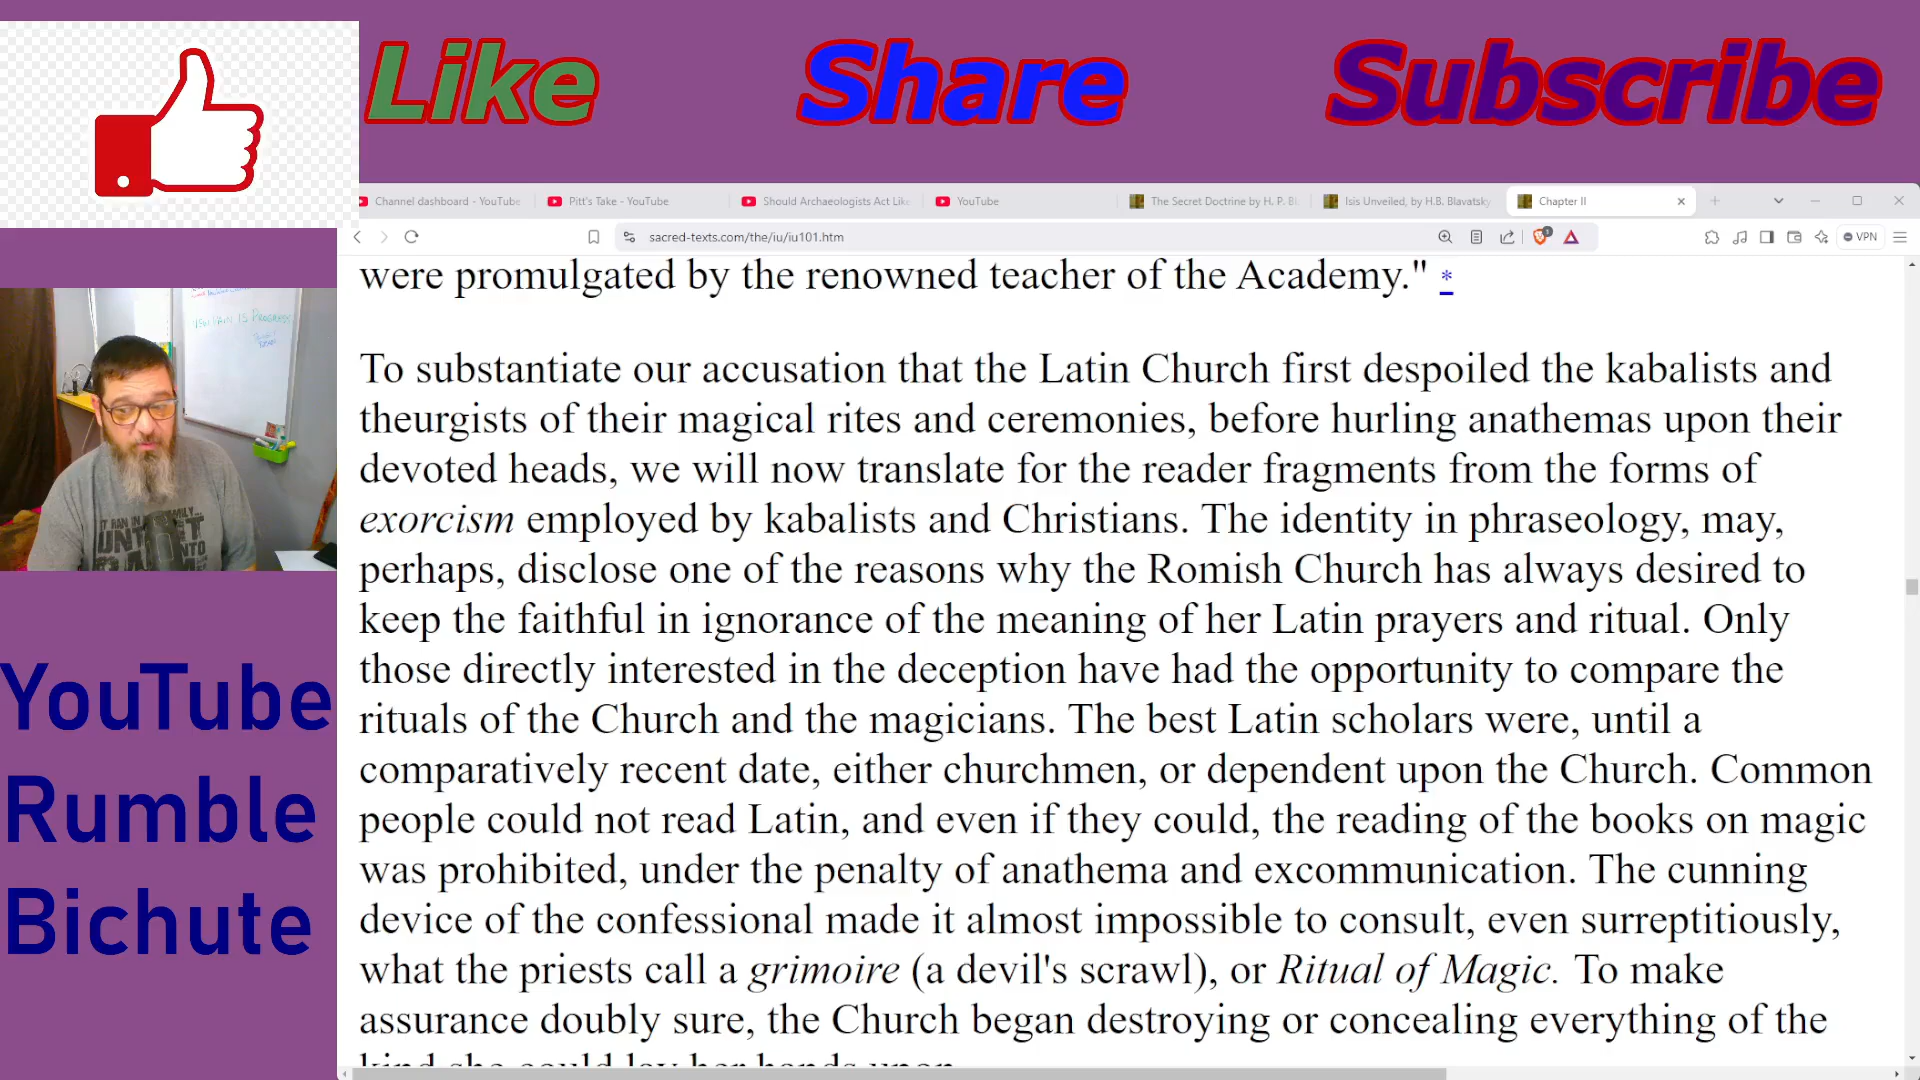 Like Share Subscribe
Channel dashboard - YouTube
Pitt's Take - YouTube
Should Archaeologists Act Like
YouTube
The Secret Doctrine by H. P. Bl
Isis Unveiled, by H.B. Blavatsky
Chapter II
sacred-texts.com/the/iu/iu101.htm
1
VPN
were promulgated by the renowned teacher of the Academy." *
To substantiate our accusation that the Latin Church first despoiled the kabalists and
theurgists of their magical rites and ceremonies, before hurling anathemas upon their
devoted heads, we will now translate for the reader fragments from the forms of
exorcism employed by kabalists and Christians. The identity in phraseology, may,
perhaps, disclose one of the reasons why the Romish Church has always desired to
keep the faithful in ignorance of the meaning of her Latin prayers and ritual. Only
those directly interested in the deception have had the opportunity to compare the
rituals of the Church and the magicians. The best Latin scholars were, until a
comparatively recent date, either churchmen, or dependent upon the Church. Common
people could not read Latin, and even if they could, the reading of the books on magic
was prohibited, under the penalty of anathema and excommunication. The cunning
device of the confessional made it almost impossible to consult, even surreptitiously,
what the priests call a grimoire (a devil's scrawl), or Ritual of Magic. To make
assurance doubly sure, the Church began destroying or concealing everything of the
kind she could lay her hands upon.
YouTube
Rumble
Bichute